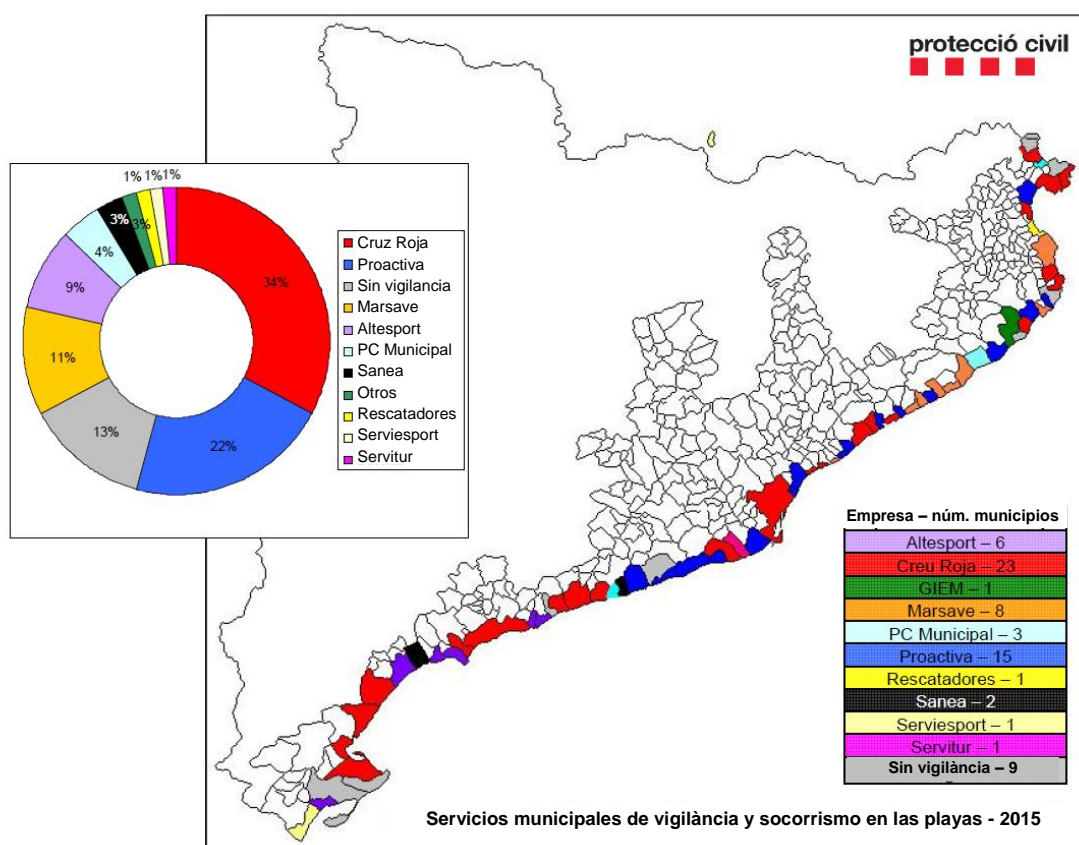 protecció civil
1% 1% 1%
3%
3%
4%
9%
11%
13%
22%
34%
Cruz Roja
Proactiva
Sin vigilancia
Marsave
Altesport
PC Municipal
Sanea
Otros
Rescatadores
Serviesport
Servitur
Empresa – núm. municipios
Altesport – 6
Creu Roja – 23
GIEM – 1
Marsave – 8
PC Municipal – 3
Proactiva – 15
Rescatadores – 1
Sanea – 2
Serviesport – 1
Servitur – 1
Sin vigilància – 9
Servicios municipales de vigilància y socorrismo en las playas - 2015